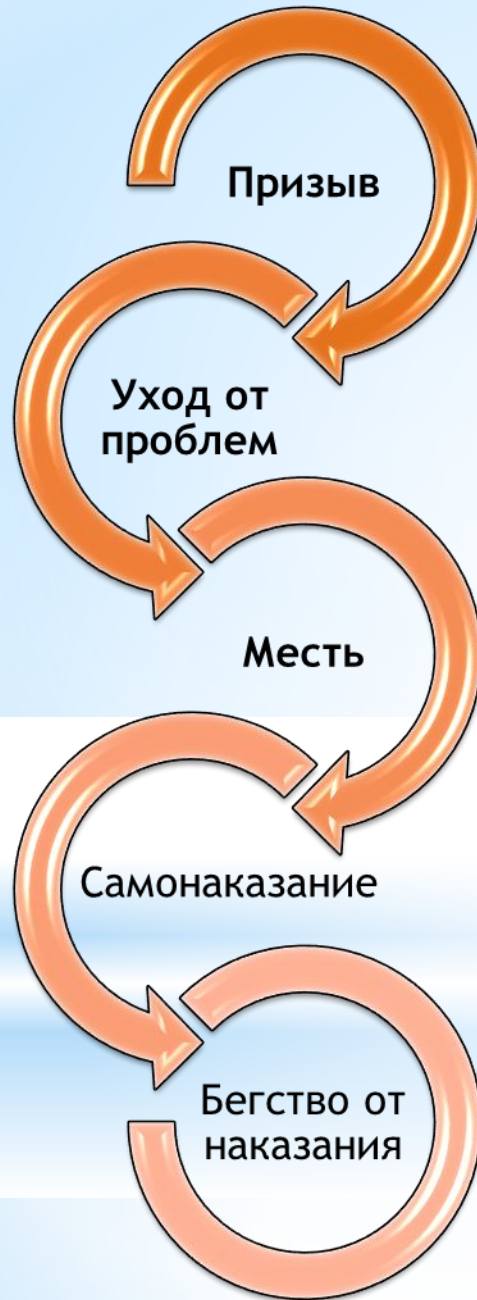 Призыв
Уход от
проблем
Месть
Самонаказание
Бегство от
наказания